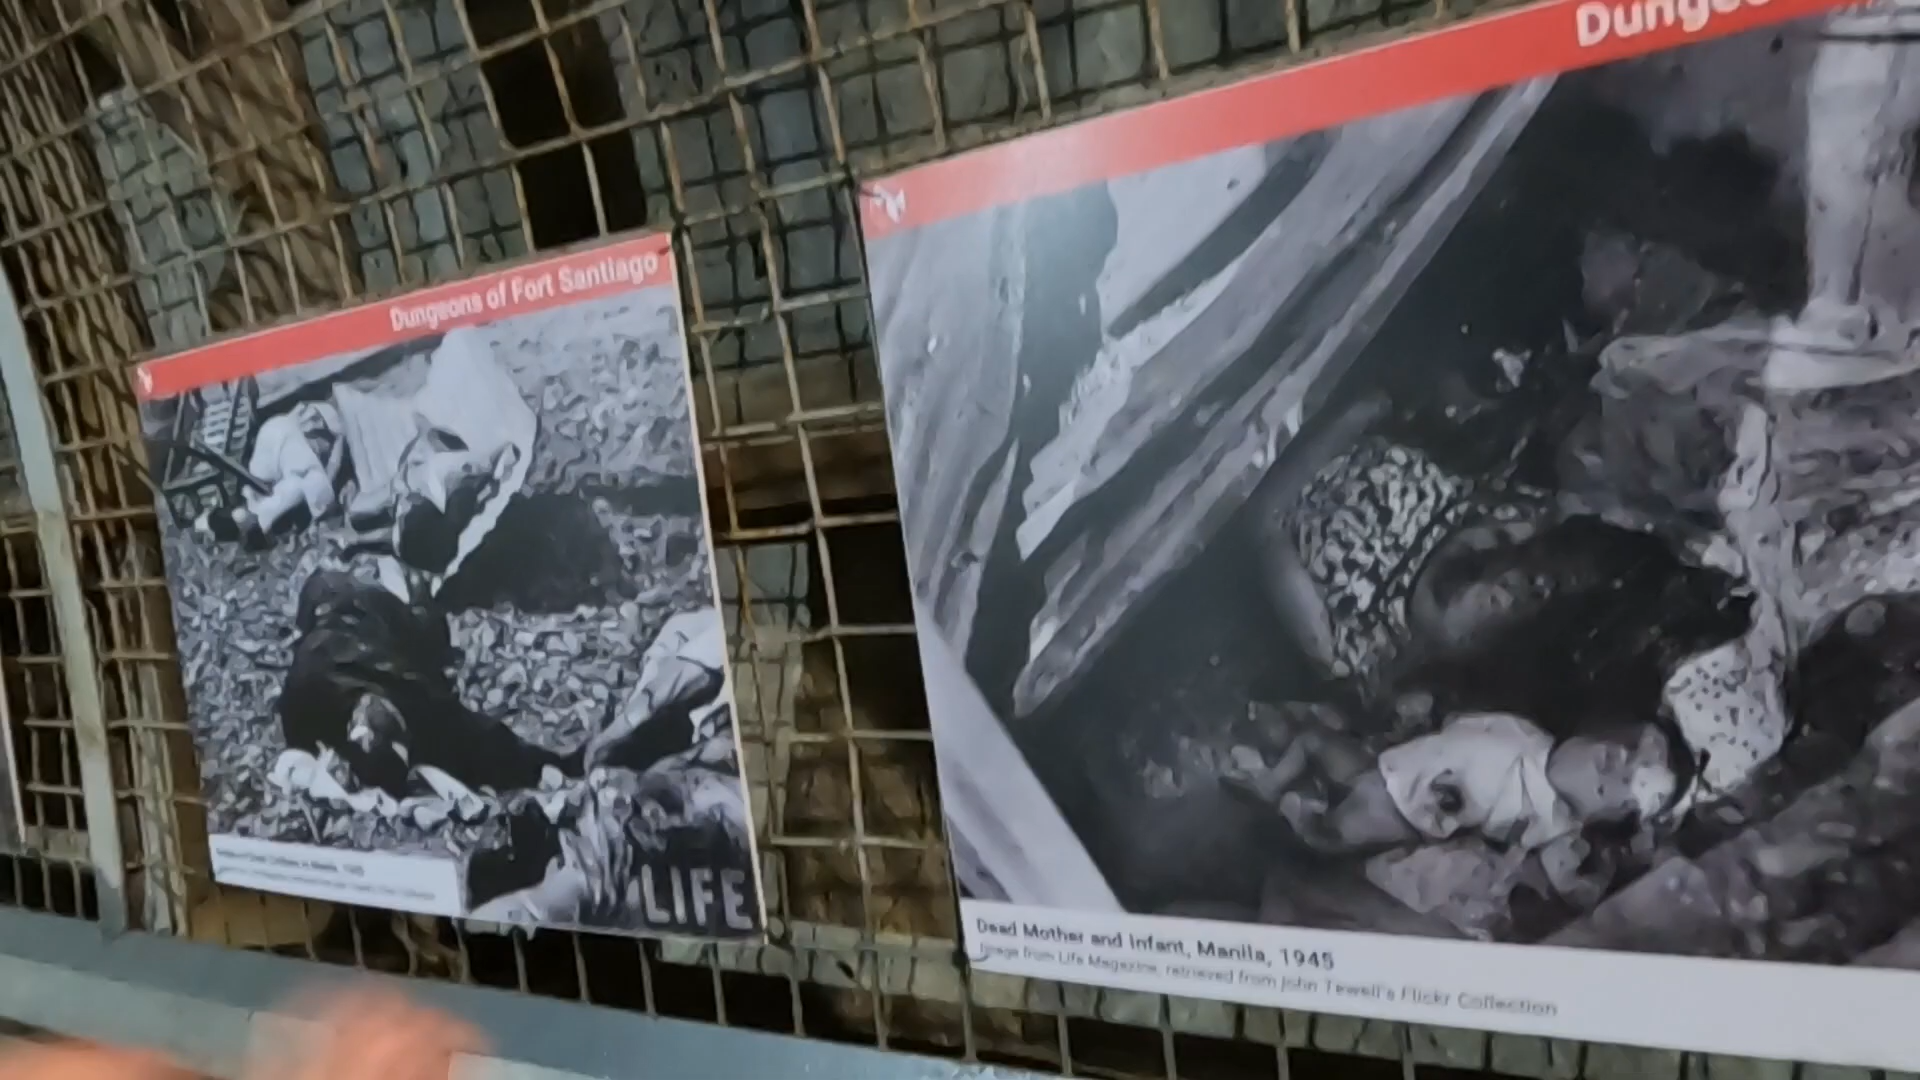 Dungeons of Fort Santiago
LIFE
Dunge
Dead Mother and Infant, Manila, 1945
Image from Life Magazine, retrieved from John Tewell's Flickr Collection